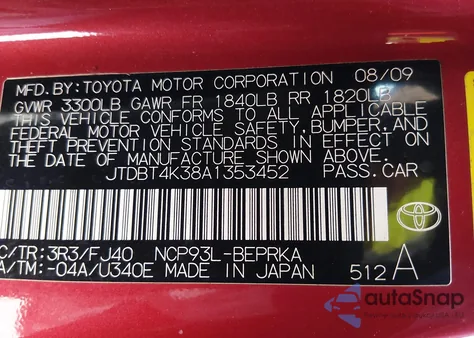 MFD.BY:TOYOTA MOTOR CORPORATION 08/09
GVWR 3300LB GAWR FR 1840LB RR 1820LB
THIS VEHICLE CONFORMS TO ALL APPLICABLE
FEDERAL MOTOR VEHICLE SAFETY, BUMPER, AND
THEFT PREVENTION STANDARDS IN EFFECT ON
THE DATE OF MANUFACTURE SHOWN ABOVE.
JTDBT4K38A1353452 PASS.CAR
C/TR:3R3/FJ40 NCP93L-BEPRKA
A/TM:-04A/U340E MADE IN JAPAN 512A
TOYOTA
autoSnap